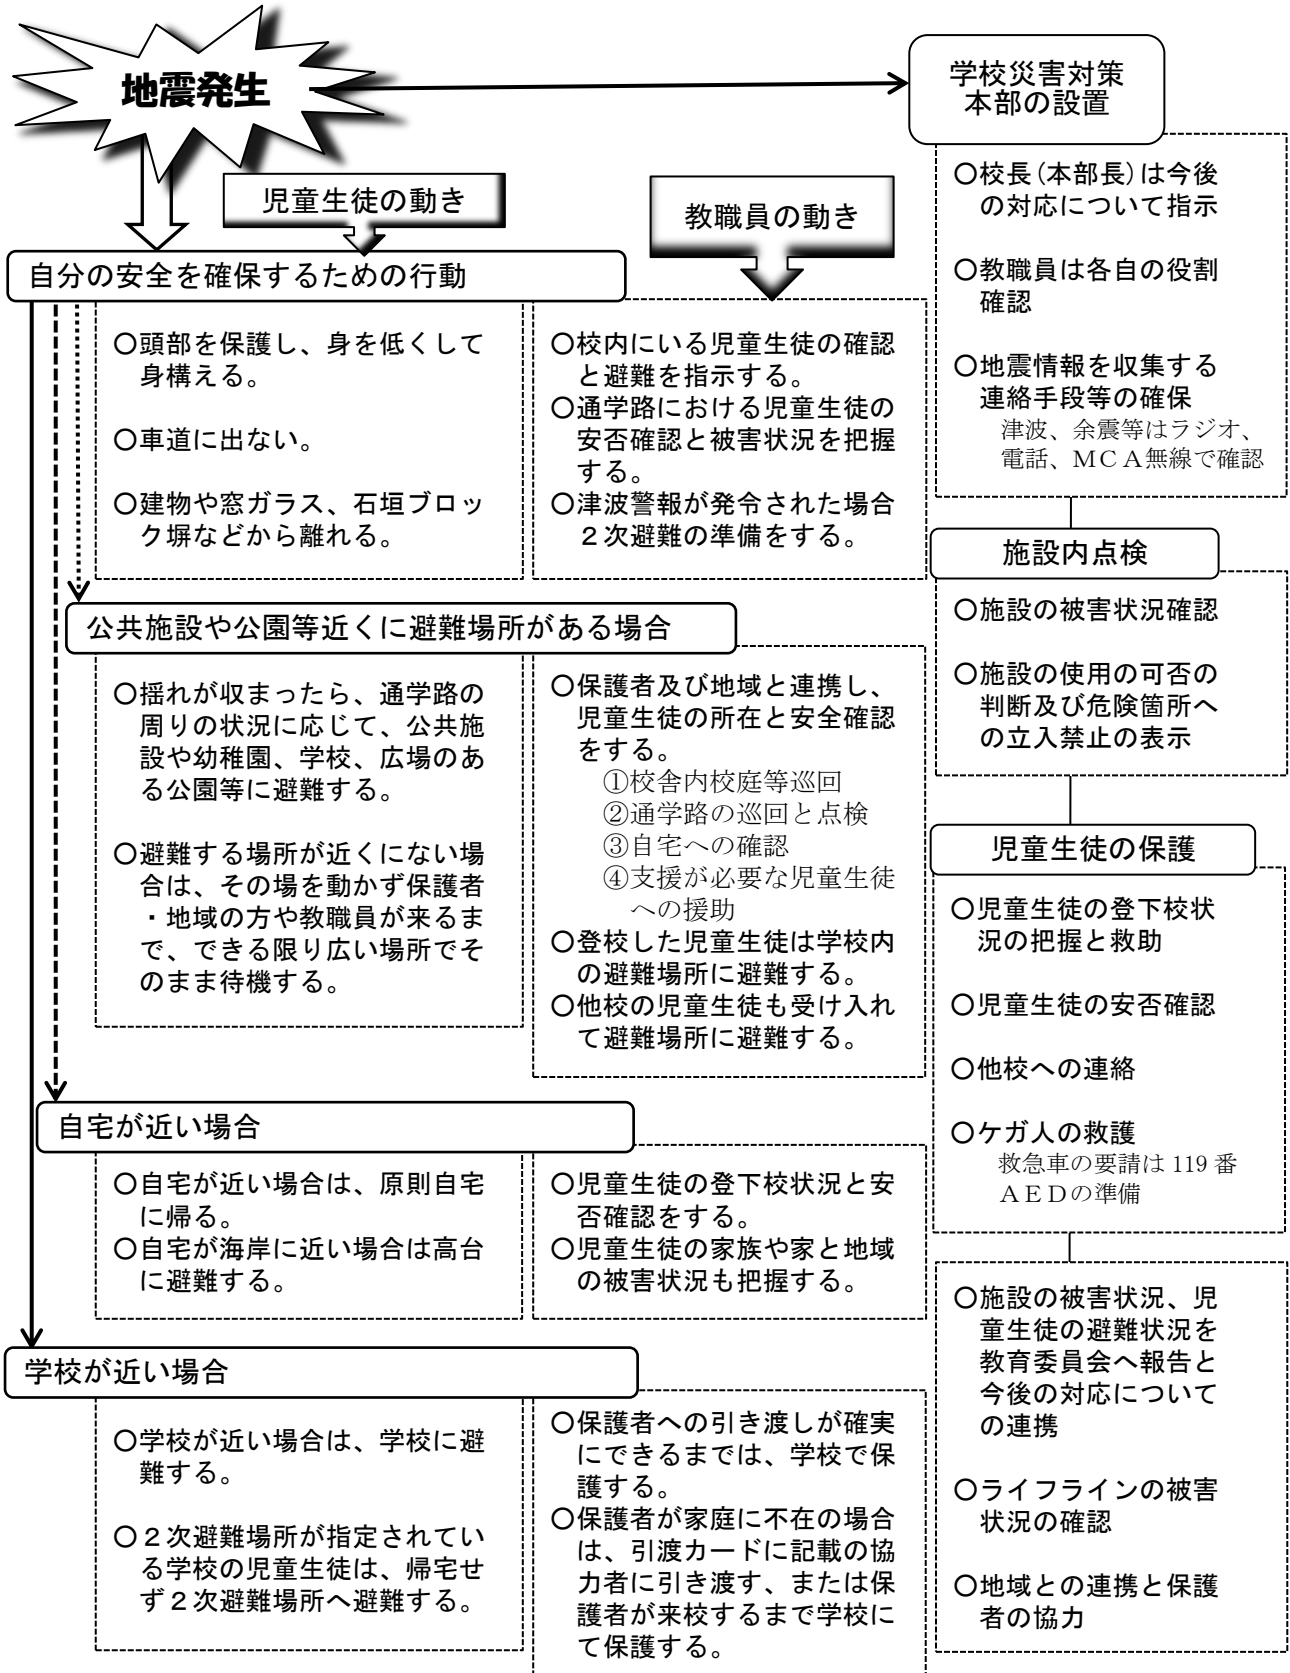 地震発生
学校災害対策
本部の設置
〇校長(本部長)は今後
の対応について指示
〇教職員は各自の役割
確認
〇地震情報を収集する
連絡手段等の確保
津波、余震等はラジオ、
電話、ＭＣＡ無線で確認
児童生徒の動き
教職員の動き
自分の安全を確保するための行動
〇頭部を保護し、身を低くして
身構える。
〇車道に出ない。
〇建物や窓ガラス、石垣ブロッ
ク塀などから離れる。
〇校内にいる児童生徒の確認
と避難を指示する。
〇通学路における児童生徒の
安否確認と被害状況を把握
する。
〇津波警報が発令された場合
２次避難の準備をする。
施設内点検
〇施設の被害状況確認
〇施設の使用の可否の
判断及び危険箇所へ
の立入禁止の表示
公共施設や公園等近くに避難場所がある場合
〇揺れが収まったら、通学路の
周りの状況に応じて、公共施
設や幼稚園、学校、広場のあ
る公園等に避難する。
〇避難する場所が近くにない場
合は、その場を動かず保護者
・地域の方や教職員が来るま
で、できる限り広い場所でそ
のまま待機する。
〇保護者及び地域と連携し、
児童生徒の所在と安全確認
をする。
①校舎内校庭等巡回
②通学路の巡回と点検
③自宅への確認
④支援が必要な児童生徒
への援助
〇登校した児童生徒は学校内
の避難場所に避難する。
〇他校の児童生徒も受け入れ
て避難場所に避難する。
児童生徒の保護
〇児童生徒の登下校状
況の把握と救助
〇児童生徒の安否確認
〇他校への連絡
〇ケガ人の救護
救急車の要請は 119 番
ＡＥＤの準備
自宅が近い場合
〇自宅が近い場合は、原則自宅
に帰る。
〇自宅が海岸に近い場合は高台
に避難する。
〇児童生徒の登下校状況と安
否確認をする。
〇児童生徒の家族や家と地域
の被害状況も把握する。
〇施設の被害状況、児
童生徒の避難状況を
教育委員会へ報告と
今後の対応について
の連携
〇ライフラインの被害
状況の確認
〇地域との連携と保護
者の協力
学校が近い場合
〇学校が近い場合は、学校に避
難する。
〇２次避難場所が指定されてい
る学校の児童生徒は、帰宅せ
ず２次避難場所へ避難する。
〇保護者への引き渡しが確実
にできるまでは、学校で保
護する。
〇保護者が家庭に不在の場合
は、引渡カードに記載の協
力者に引き渡す、または保
護者が来校するまで学校に
て保護する。